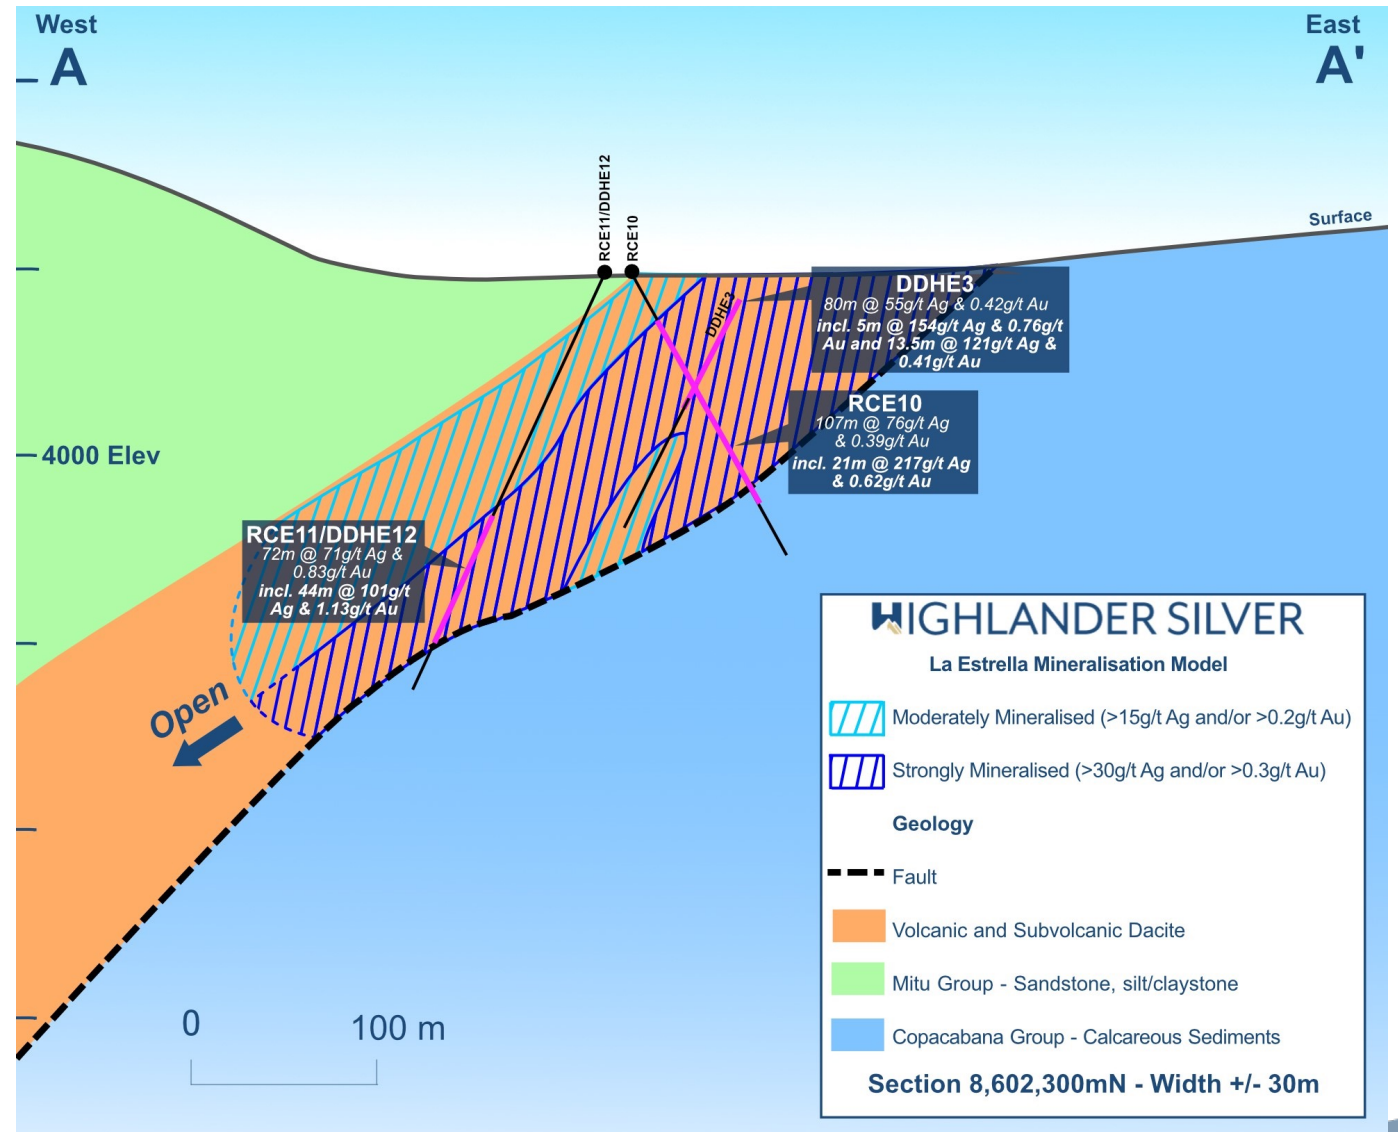 West
East
A
A'
RCE11/DDHE12
RCE10
Surface
DDHE3
DDHE3
80m @ 55g/t Ag & 0.42g/t Au
incl. 5m @ 154g/t Ag & 0.76g/t
Au and 13.5m @ 121g/t Ag &
0.41g/t Au
RCE10
107m @ 76g/t Ag
& 0.39g/t Au
incl. 21m @ 217g/t Ag
& 0.62g/t Au
4000 Elev
RCE11/DDHE12
72m @ 71g/t Ag &
0.83g/t Au
incl. 44m @ 101g/t
Ag & 1.13g/t Au
Open
HIGHLANDER SILVER
La Estrella Mineralisation Model
Moderately Mineralised (>15g/t Ag and/or >0.2g/t Au)
Strongly Mineralised (>30g/t Ag and/or >0.3g/t Au)
Geology
Fault
Volcanic and Subvolcanic Dacite
Mitu Group - Sandstone, silt/claystone
Copacabana Group - Calcareous Sediments
Section 8,602,300mN - Width +/- 30m
0
100 m